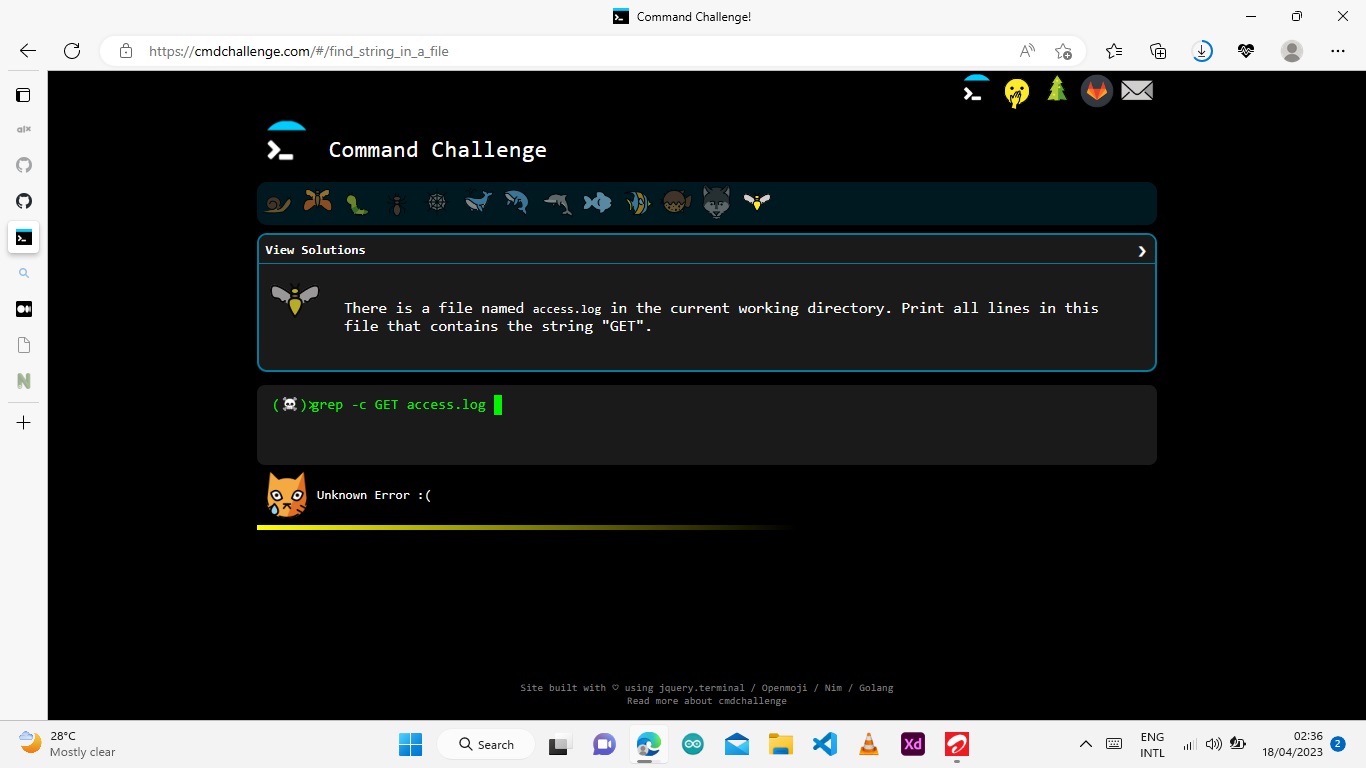 Command Challenge!
https://cmdchallenge.com/#/find_string_in_a_file
alx
Command Challenge
View Solutions
There is a file named access.log in the current working directory. Print all lines in this
file that contains the string "GET".
(☠️)>grep -c GET access.log
Unknown Error :(
Site built with ♡ using jquery.terminal / Openmoji / Nim / Golang
Read more about cmdchallenge
28°C
Mostly clear
Search
Xd
ENG
INTL
02:36
18/04/2023
2